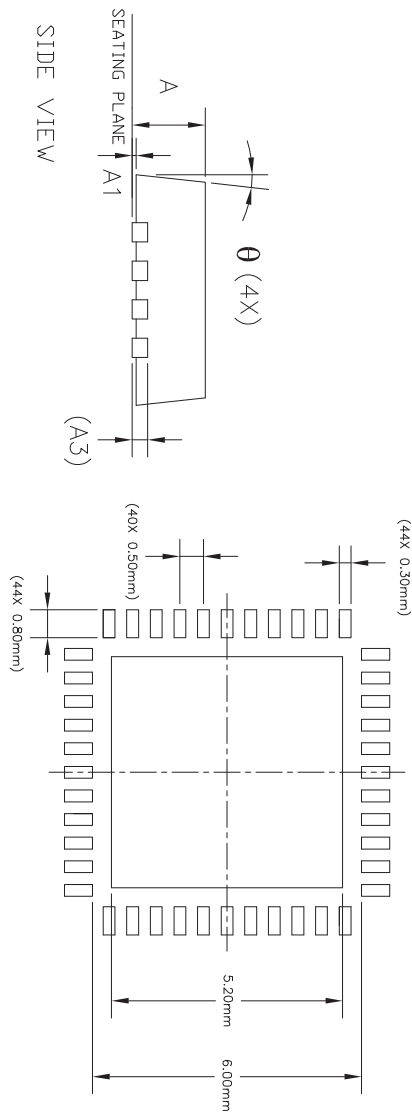 SIDE VIEW
SEATING PLANE
A
A1
θ (4X)
(A3)
(44X 0.30mm)
(40X 0.50mm)
(44X 0.80mm)
5.20mm
6.00mm